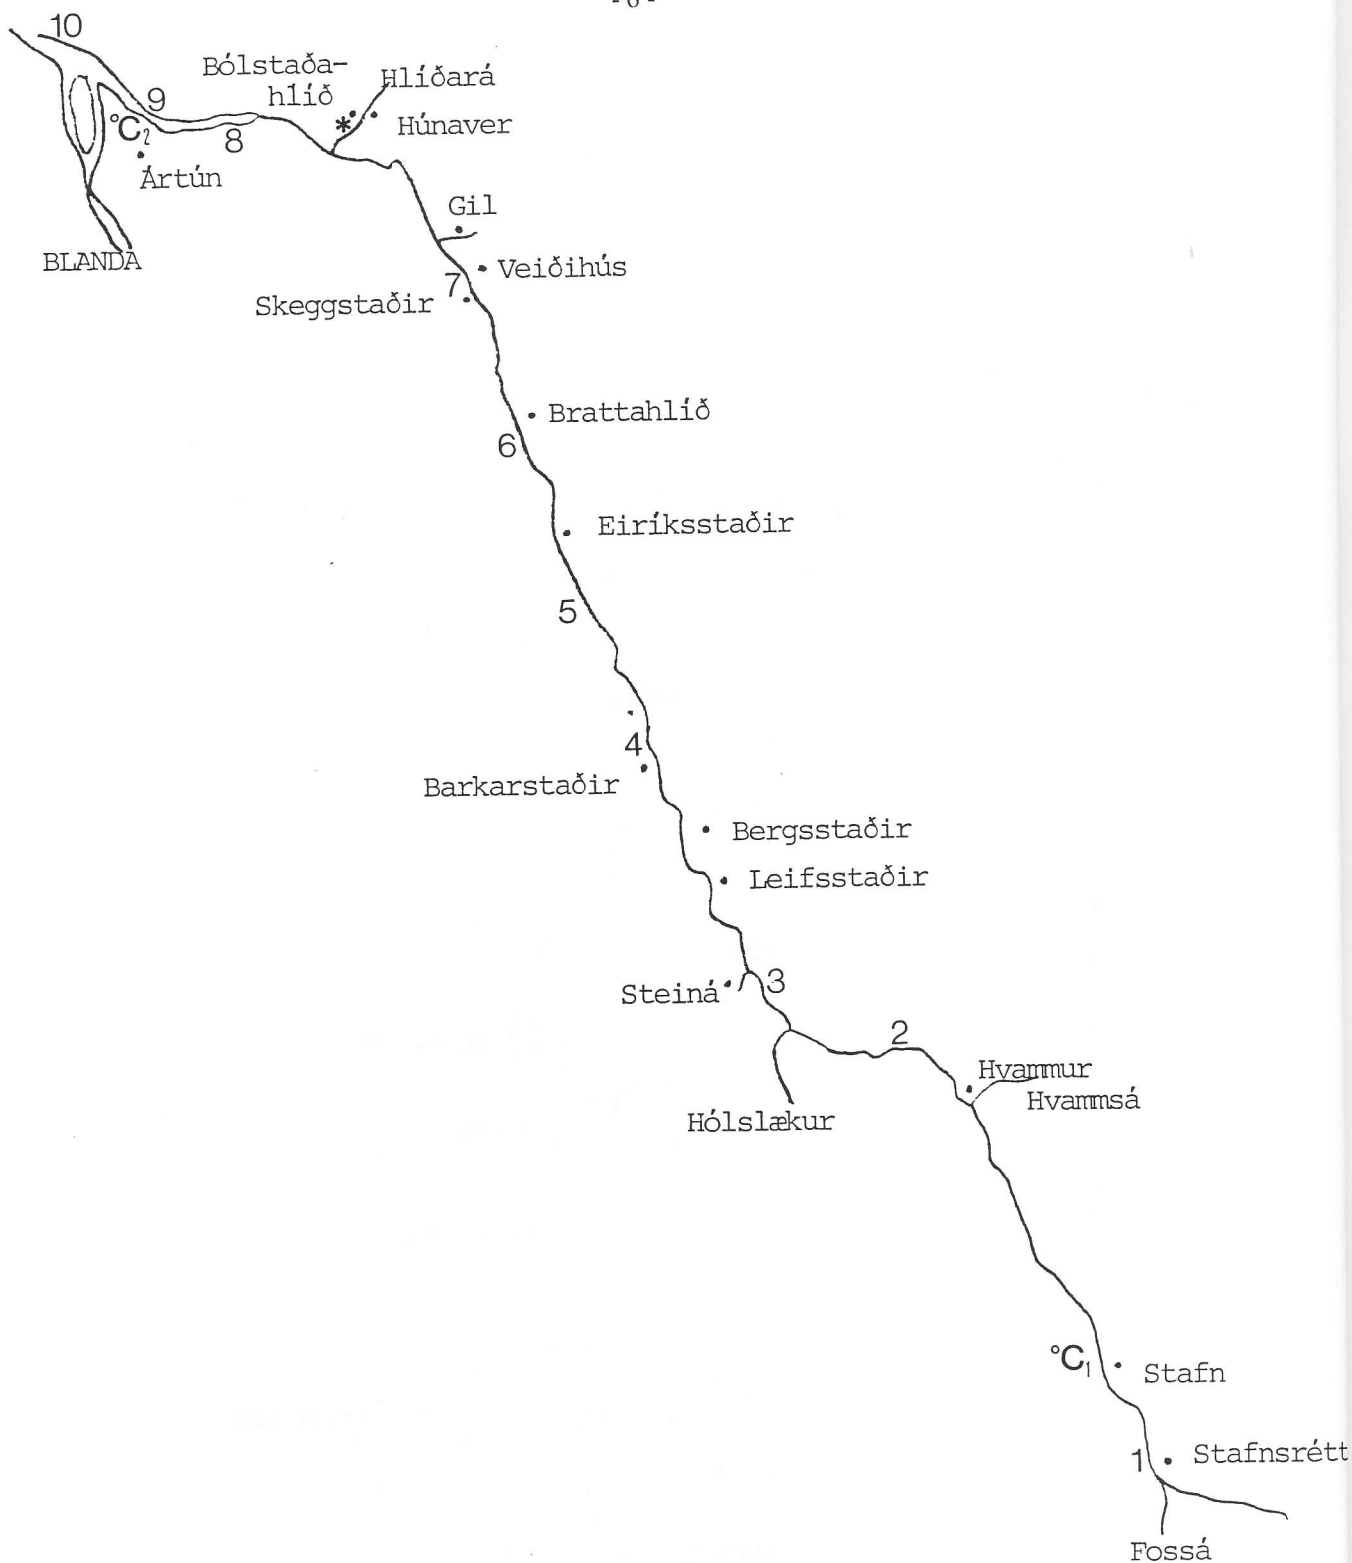 - 6 -
10
Bólstaða-
hlíð
Hlíðará
9
°C₂
8
*
Húnaver
Ártún
Gil
BLANDA
Veiðihús
7
Skeggstaðir
Brattahlíð
6
Eiríksstaðir
5
4
Barkarstaðir
Bergsstaðir
Leifsstaðir
Steiná
3
2
Hvammur
Hvammsá
Hólslækur
°C₁
Stafn
1
Stafnsrétt
Fossá